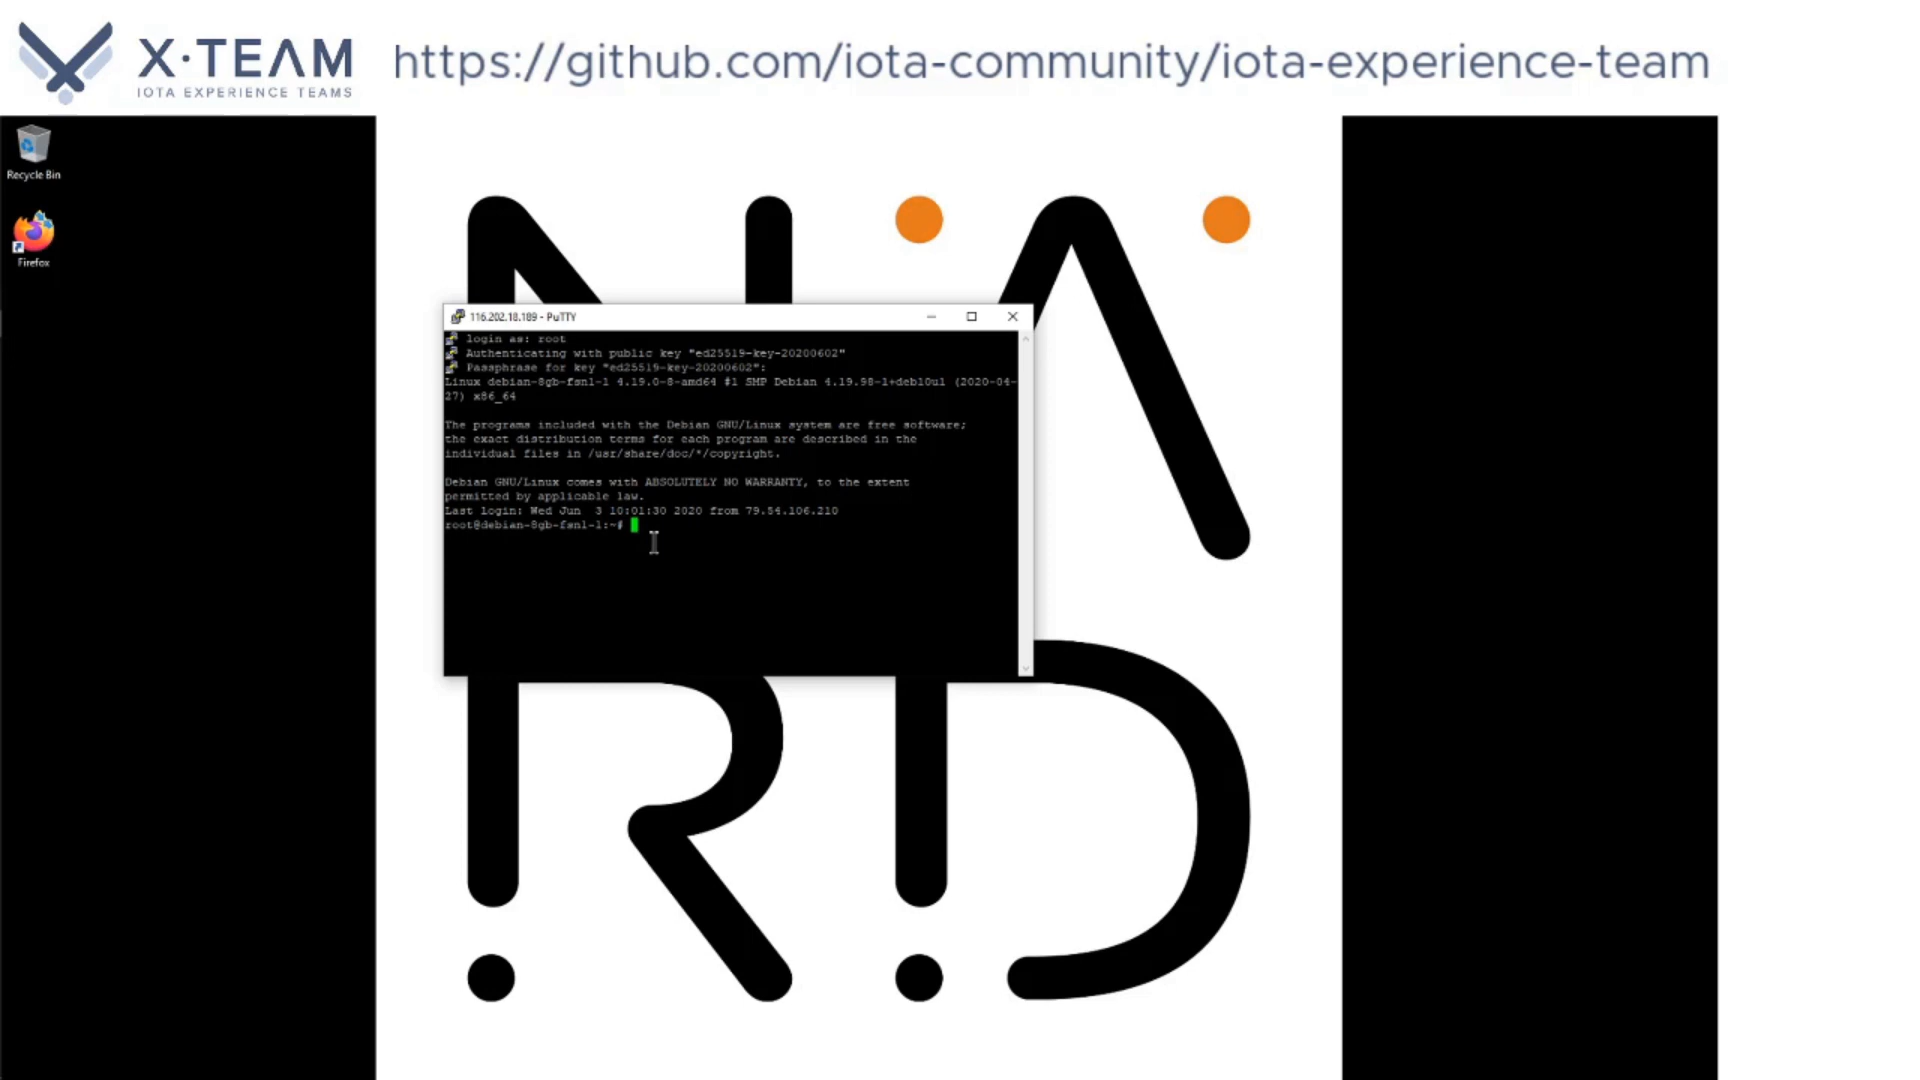 X·TEAM
IOTA EXPERIENCE TEAMS
https://github.com/iota-community/iota-experience-team
Recycle Bin
Firefox
116.202.18.189 - PuTTY
login as: root
Authenticating with public key "ed25519-key-20200602"
Passphrase for key "ed25519-key-20200602":
Linux debian-8gb-fsn1-1 4.19.0-8-amd64 #1 SMP Debian 4.19.98-1+deb10u1 (2020-04-
27) x86_64
The programs included with the Debian GNU/Linux system are free software;
the exact distribution terms for each program are described in the
individual files in /usr/share/doc/*/copyright.
Debian GNU/Linux comes with ABSOLUTELY NO WARRANTY, to the extent
permitted by applicable law.
Last login: Wed Jun  3 10:01:30 2020 from 79.54.106.210
root@debian-8gb-fsn1-1:~#